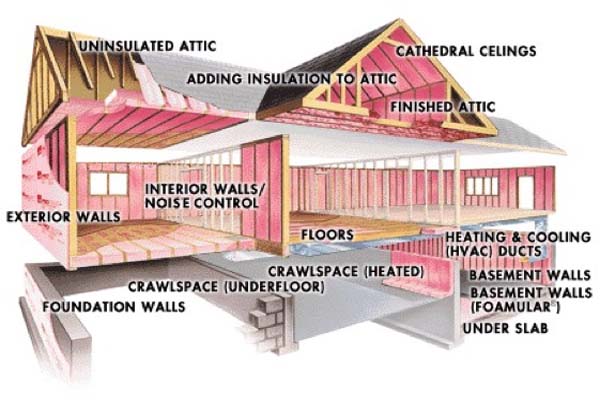 UNINSULATED ATTIC
CATHEDRAL CELINGS
ADDING INSULATION TO ATTIC
FINISHED ATTIC
INTERIOR WALLS/
NOISE CONTROL
EXTERIOR WALLS
FLOORS
HEATING & COOLING
(HVAC) DUCTS
CRAWLSPACE (HEATED)
BASEMENT WALLS
CRAWLSPACE (UNDERFLOOR)
BASEMENT WALLS
(FOAMULAR®)
FOUNDATION WALLS
UNDER SLAB